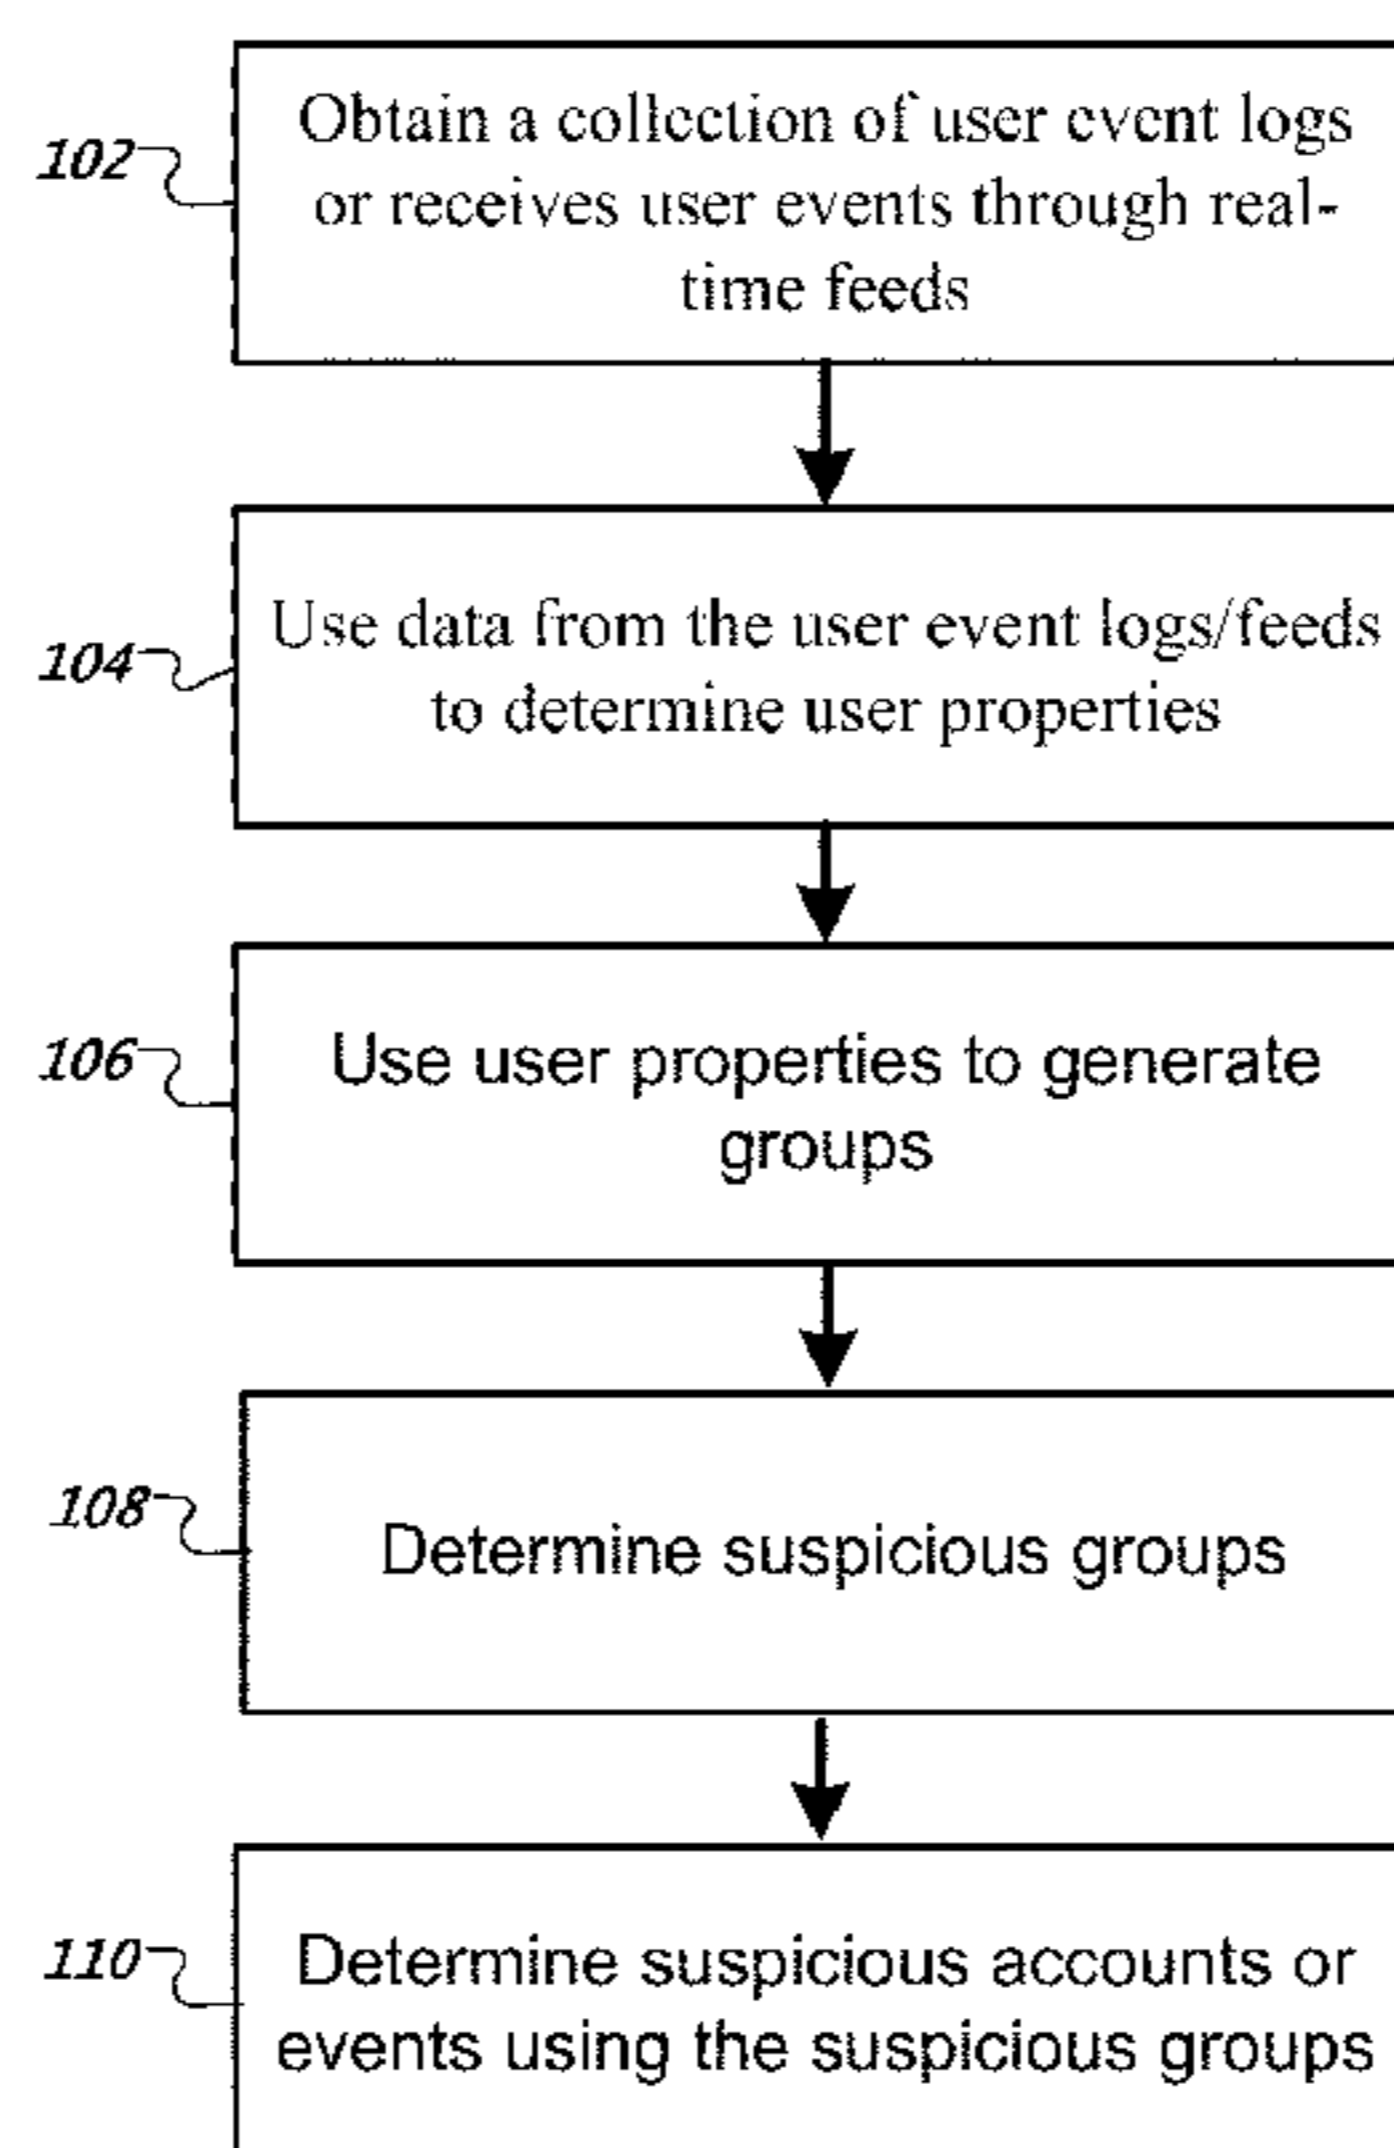 102
Obtain a collection of user event logs
or receives user events through real-
time feeds
104
Use data from the user event logs/feeds
to determine user properties
106
Use user properties to generate
groups
108
Determine suspicious groups
110
Determine suspicious accounts or
events using the suspicious groups